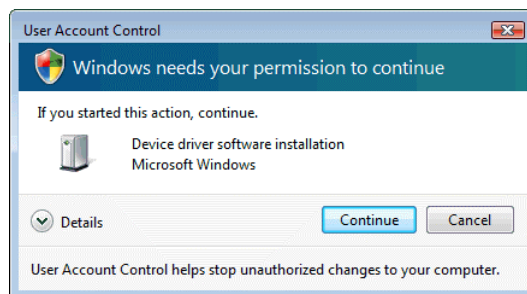 User Account Control
Windows needs your permission to continue
If you started this action, continue.
Device driver software installation
Microsoft Windows
Details
Continue
Cancel
User Account Control helps stop unauthorized changes to your computer.